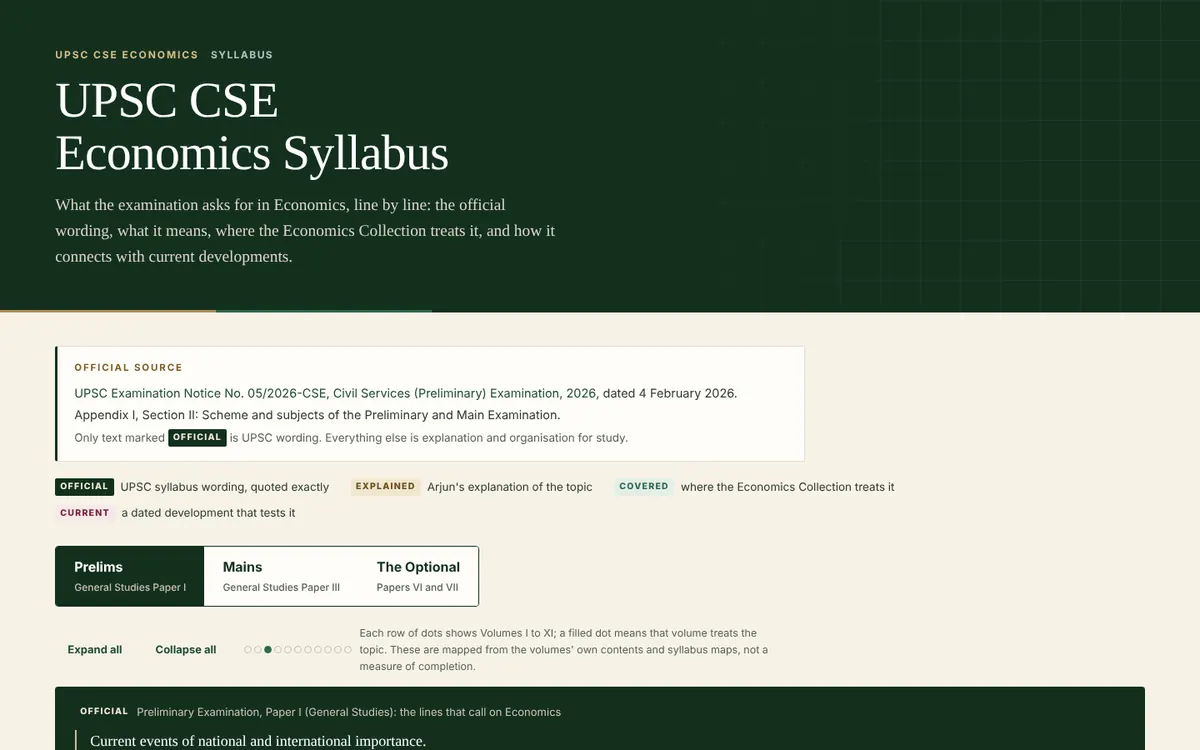 UPSC CSE ECONOMICS SYLLABUS
UPSC CSE
Economics Syllabus
What the examination asks for in Economics, line by line: the official
wording, what it means, where the Economics Collection treats it, and how it
connects with current developments.
OFFICIAL SOURCE
UPSC Examination Notice No. 05/2026-CSE, Civil Services (Preliminary) Examination, 2026, dated 4 February 2026.
Appendix I, Section II: Scheme and subjects of the Preliminary and Main Examination.
Only text marked OFFICIAL is UPSC wording. Everything else is explanation and organisation for study.
OFFICIAL UPSC syllabus wording, quoted exactly EXPLAINED Arjun's explanation of the topic COVERED where the Economics Collection treats it
CURRENT a dated development that tests it
Prelims Mains The Optional
General Studies Paper I General Studies Paper III Papers VI and VII
Expand all Collapse all
Each row of dots shows Volumes I to XI; a filled dot means that volume treats the
topic. These are mapped from the volumes' own contents and syllabus maps, not a
measure of completion.
OFFICIAL Preliminary Examination, Paper I (General Studies): the lines that call on Economics
Current events of national and international importance.